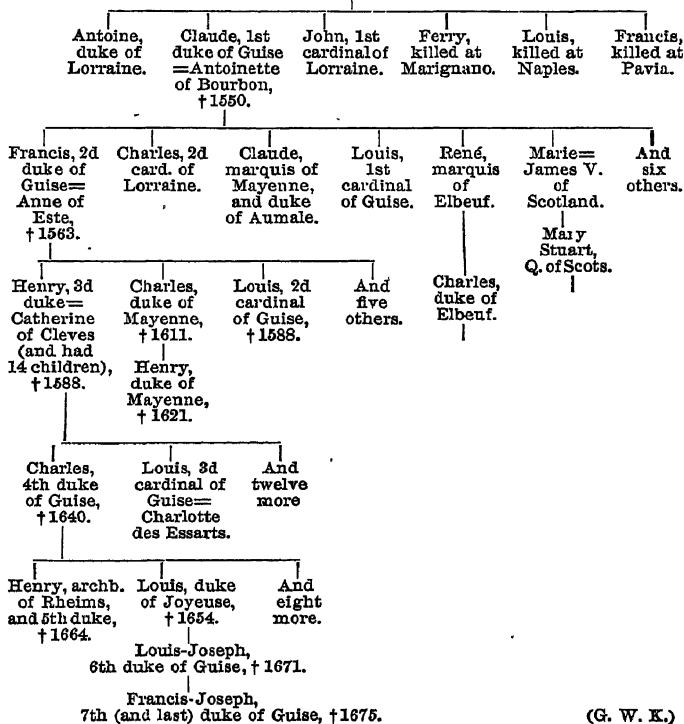 Antoine,
duke of
Lorraine.
Claude, 1st
duke of Guise
=Antoinette
of Bourbon,
†1550.
John, 1st
cardinal of
Lorraine.
Ferry,
killed at
Marignano.
Louis,
killed at
Naples.
Francis,
killed at
Pavia.
Francis, 2d
duke of
Guise=
Anne of
Este,
†1563.
Charles, 2d
card. of
Lorraine.
Claude,
marquis of
Mayenne,
and duke
of Aumale.
Louis,
1st
cardinal
of Guise.
René,
marquis
of
Elbeuf.
Marie=
James V.
of
Scotland.
And
six
others.
Mary
Stuart,
Q. of Scots.
Charles,
duke of
Elbeuf.
Henry, 3d
duke=
Catherine
of Cleves
(and had
14 children),
†1588.
Charles,
duke of
Mayenne,
†1611.
Louis, 2d
cardinal
of Guise,
†1588.
And
five
others.
Henry,
duke of
Mayenne,
†1621.
Charles,
4th duke
of Guise,
†1640.
Louis, 3d
cardinal of
Guise=
Charlotte
des Essarts.
And
twelve
more
Henry, archb.
of Rheims,
and 5th duke,
†1664.
Louis, duke
of Joyeuse,
†1654.
And
eight
more.
Louis-Joseph,
6th duke of Guise, †1671.
Francis-Joseph,
7th (and last) duke of Guise, †1675.
(G. W. K.)